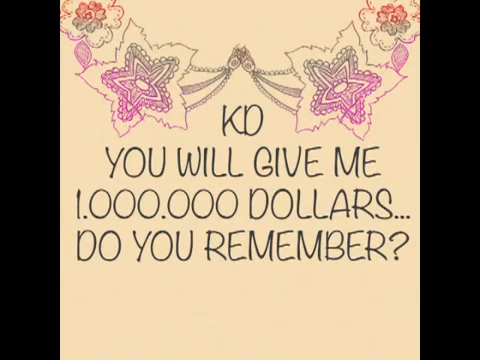 KD
YOU WILL GIVE ME
1.000.000 DOLLARS...
DO YOU REMEMBER?